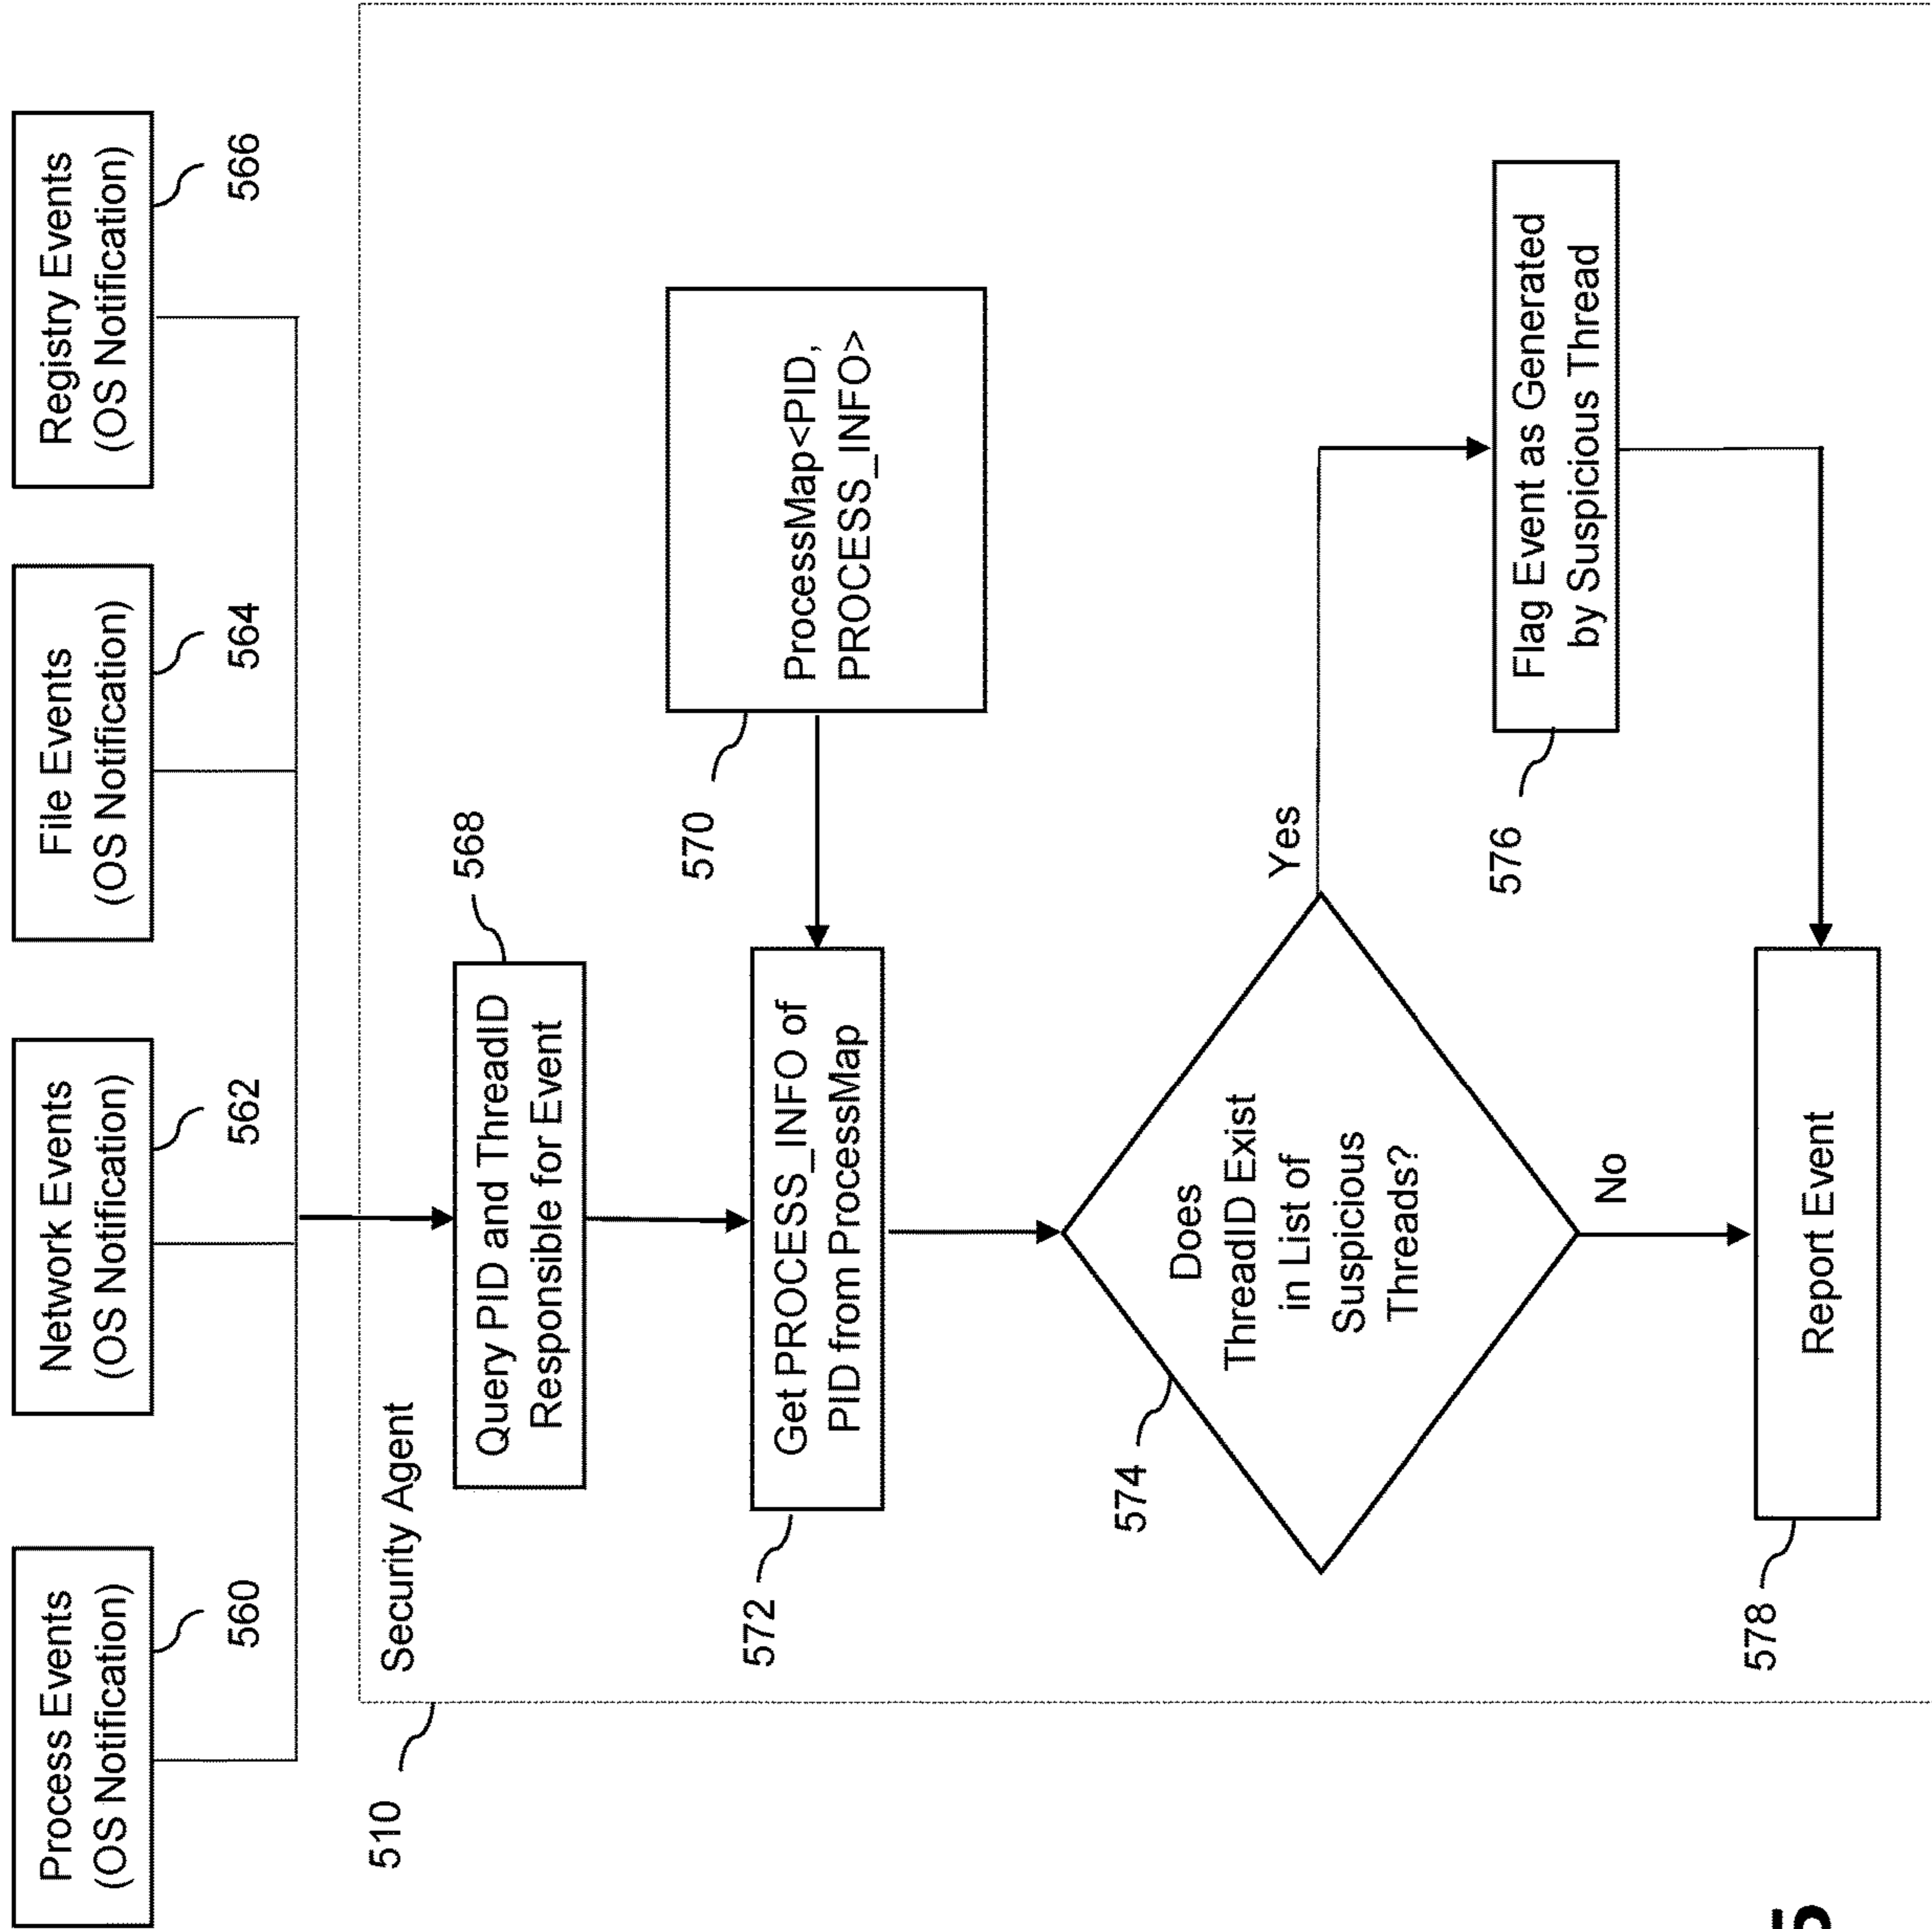 Process Events
(OS Notification)
560
Network Events
(OS Notification)
562
File Events
(OS Notification)
564
Registry Events
(OS Notification)
566
510
Security Agent
Query PID and ThreadID
Responsible for Event
568
Get PROCESS_INFO of
PID from ProcessMap
572
ProcessMap<PID,
PROCESS_INFO>
570
Does
ThreadID Exist
in List of
Suspicious
Threads?
574
Yes
No
Flag Event as Generated
by Suspicious Thread
576
Report Event
578
5